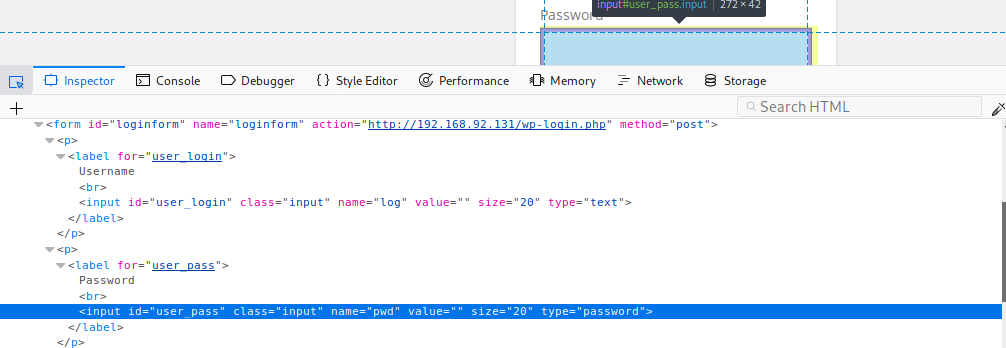 input#user_pass.input | 272 × 42
Password
Inspector Console Debugger Style Editor Performance Memory Network Storage
+ Search HTML
<form id="loginform" name="loginform" action="http://192.168.92.131/wp-login.php" method="post">
<p>
<label for="user_login">
Username
<br>
<input id="user_login" class="input" name="log" value="" size="20" type="text">
</label>
</p>
<p>
<label for="user_pass">
Password
<br>
<input id="user_pass" class="input" name="pwd" value="" size="20" type="password">
</label>
</p>